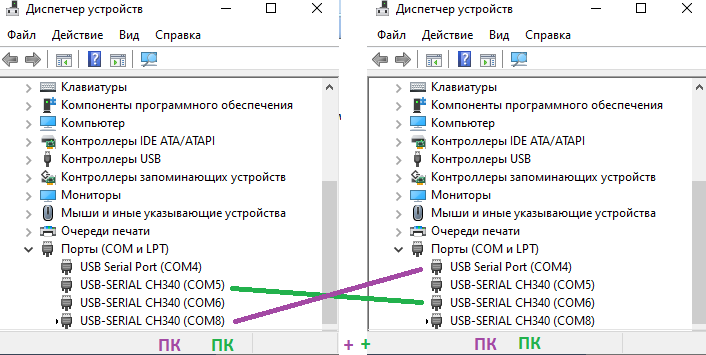 Диспетчер устройств
Файл Действие Вид Справка
Клавиатуры
Компоненты программного обеспечения
Компьютер
Контроллеры IDE ATA/ATAPI
Контроллеры USB
Контроллеры запоминающих устройств
Мониторы
Мыши и иные указывающие устройства
Очереди печати
Порты (COM и LPT)
USB Serial Port (COM4)
USB-SERIAL CH340 (COM5)
USB-SERIAL CH340 (COM6)
USB-SERIAL CH340 (COM8)
ПК ПК
+ +
Диспетчер устройств
Файл Действие Вид Справка
Клавиатуры
Компоненты программного обеспечения
Компьютер
Контроллеры IDE ATA/ATAPI
Контроллеры USB
Контроллеры запоминающих устройств
Мониторы
Мыши и иные указывающие устройства
Очереди печати
Порты (COM и LPT)
USB Serial Port (COM4)
USB-SERIAL CH340 (COM5)
USB-SERIAL CH340 (COM6)
USB-SERIAL CH340 (COM8)
ПК ПК